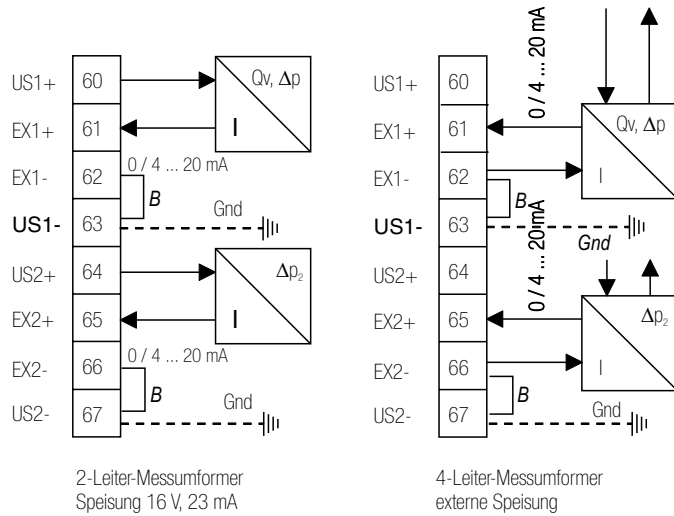 US1+ 60 Qv, Δp
EX1+ 61 I
0 / 4 ... 20 mA
EX1- 62
B
Gnd
US1- 63
US2+ 64 Δp₂
EX2+ 65 I
0 / 4 ... 20 mA
EX2- 66
B
Gnd
US2- 67
2-Leiter-Messumformer
Speisung 16 V, 23 mA
0 / 4 ... 20 mA
US1+ 60
EX1+ 61 Qv, Δp
EX1- 62 I
B
Gnd
US1- 63
0 / 4 ... 20 mA
Gnd
US2+ 64
EX2+ 65 Δp₂
EX2- 66 I
B
Gnd
US2- 67
4-Leiter-Messumformer
externe Speisung